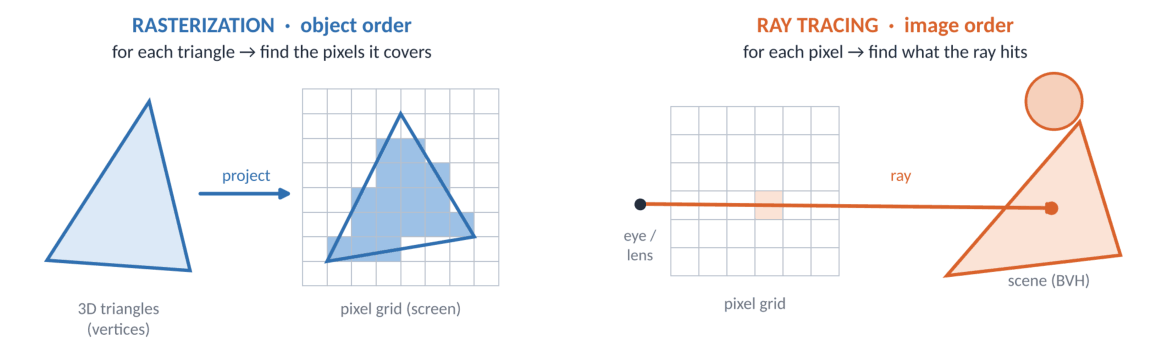 RASTERIZATION · object order
for each triangle → find the pixels it covers
project
3D triangles
(vertices)
pixel grid (screen)
RAY TRACING · image order
for each pixel → find what the ray hits
ray
eye /
lens
pixel grid
scene (BVH)